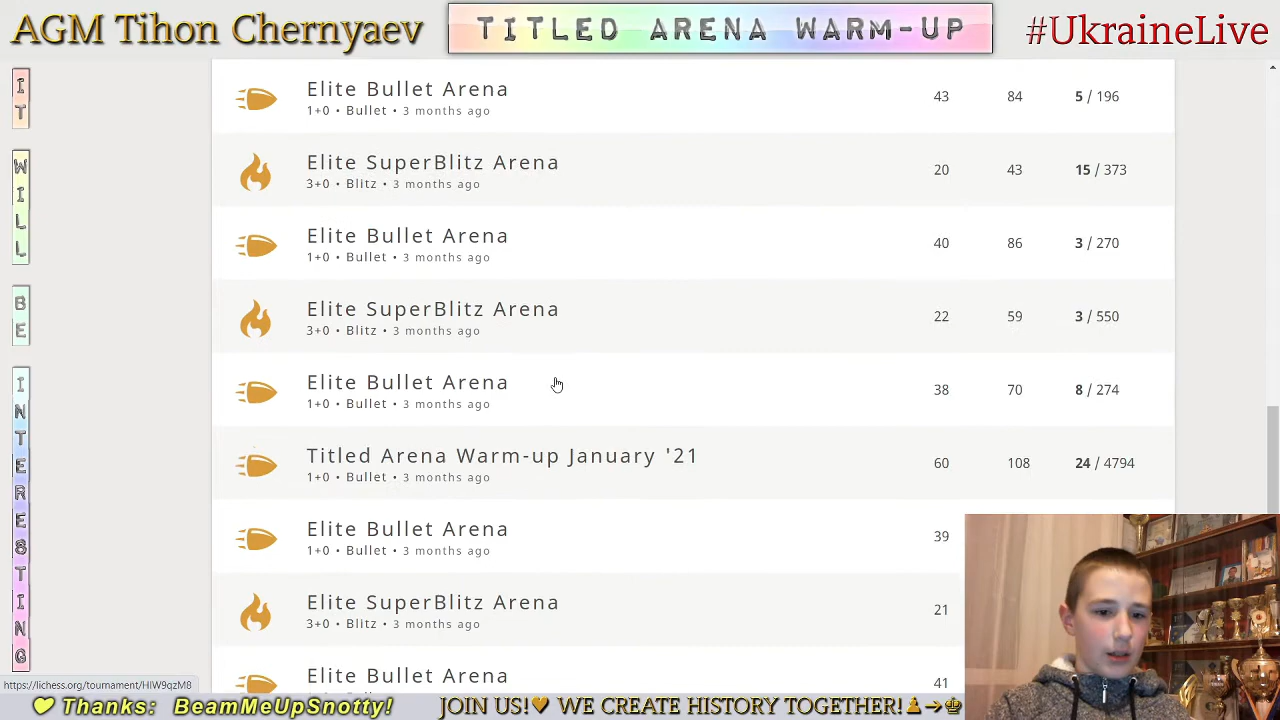 AGM Tihon Chernyaev
TITLED ARENA WARM-UP
#UkraineLive
IT
WILL
BE
INTERESTING
Elite Bullet Arena
43 84 5 / 196
1+0 • Bullet • 3 months ago
Elite SuperBlitz Arena
20 43 15 / 373
3+0 • Blitz • 3 months ago
Elite Bullet Arena
40 86 3 / 270
1+0 • Bullet • 3 months ago
Elite SuperBlitz Arena
22 59 3 / 550
3+0 • Blitz • 3 months ago
Elite Bullet Arena
38 70 8 / 274
1+0 • Bullet • 3 months ago
Titled Arena Warm-up January '21
60 108 24 / 4794
1+0 • Bullet • 3 months ago
Elite Bullet Arena
39
1+0 • Bullet • 3 months ago
Elite SuperBlitz Arena
21
3+0 • Blitz • 3 months ago
Elite Bullet Arena
41
https://lichess.org/tournament/HIW9qzM8
Thanks: BeamMeUpSnotty!
JOIN US!♥ WE CREATE HISTORY TOGETHER!♟→♚